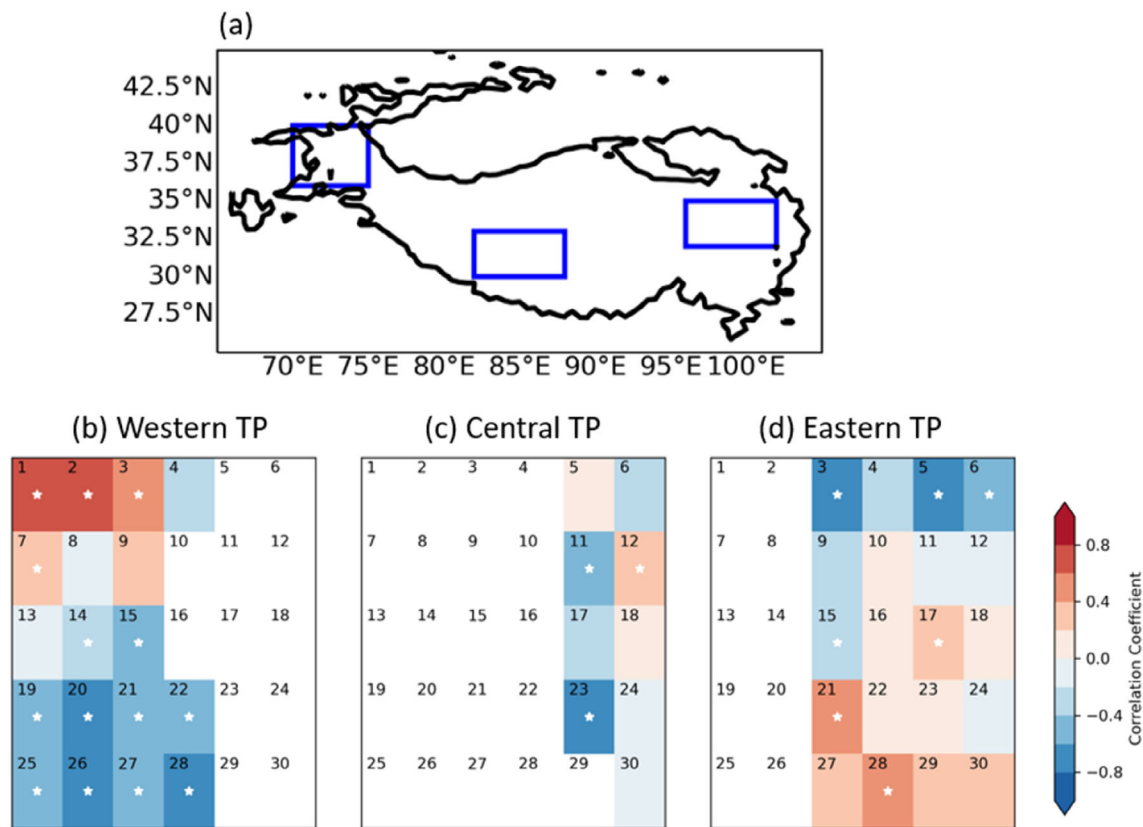 (a)
42.5°N
40°N
37.5°N
35°N
32.5°N
30°N
27.5°N
70°E 75°E 80°E 85°E 90°E 95°E 100°E
(b) Western TP
1 2 3 4 5 6
7 8 9 10 11 12
13 14 15 16 17 18
19 20 21 22 23 24
25 26 27 28 29 30
(c) Central TP
1 2 3 4 5 6
7 8 9 10 11 12
13 14 15 16 17 18
19 20 21 22 23 24
25 26 27 28 29 30
(d) Eastern TP
1 2 3 4 5 6
7 8 9 10 11 12
13 14 15 16 17 18
19 20 21 22 23 24
25 26 27 28 29 30
0.8
0.4
0.0
−0.4
−0.8
Correlation Coefficient